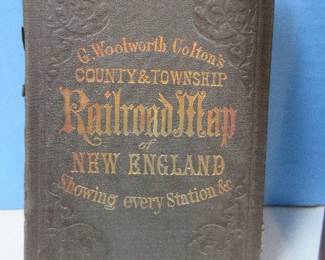 G. Woolworth Colton's
COUNTY & TOWNSHIP
Railroad Map
of
NEW ENGLAND
Showing every Station &c